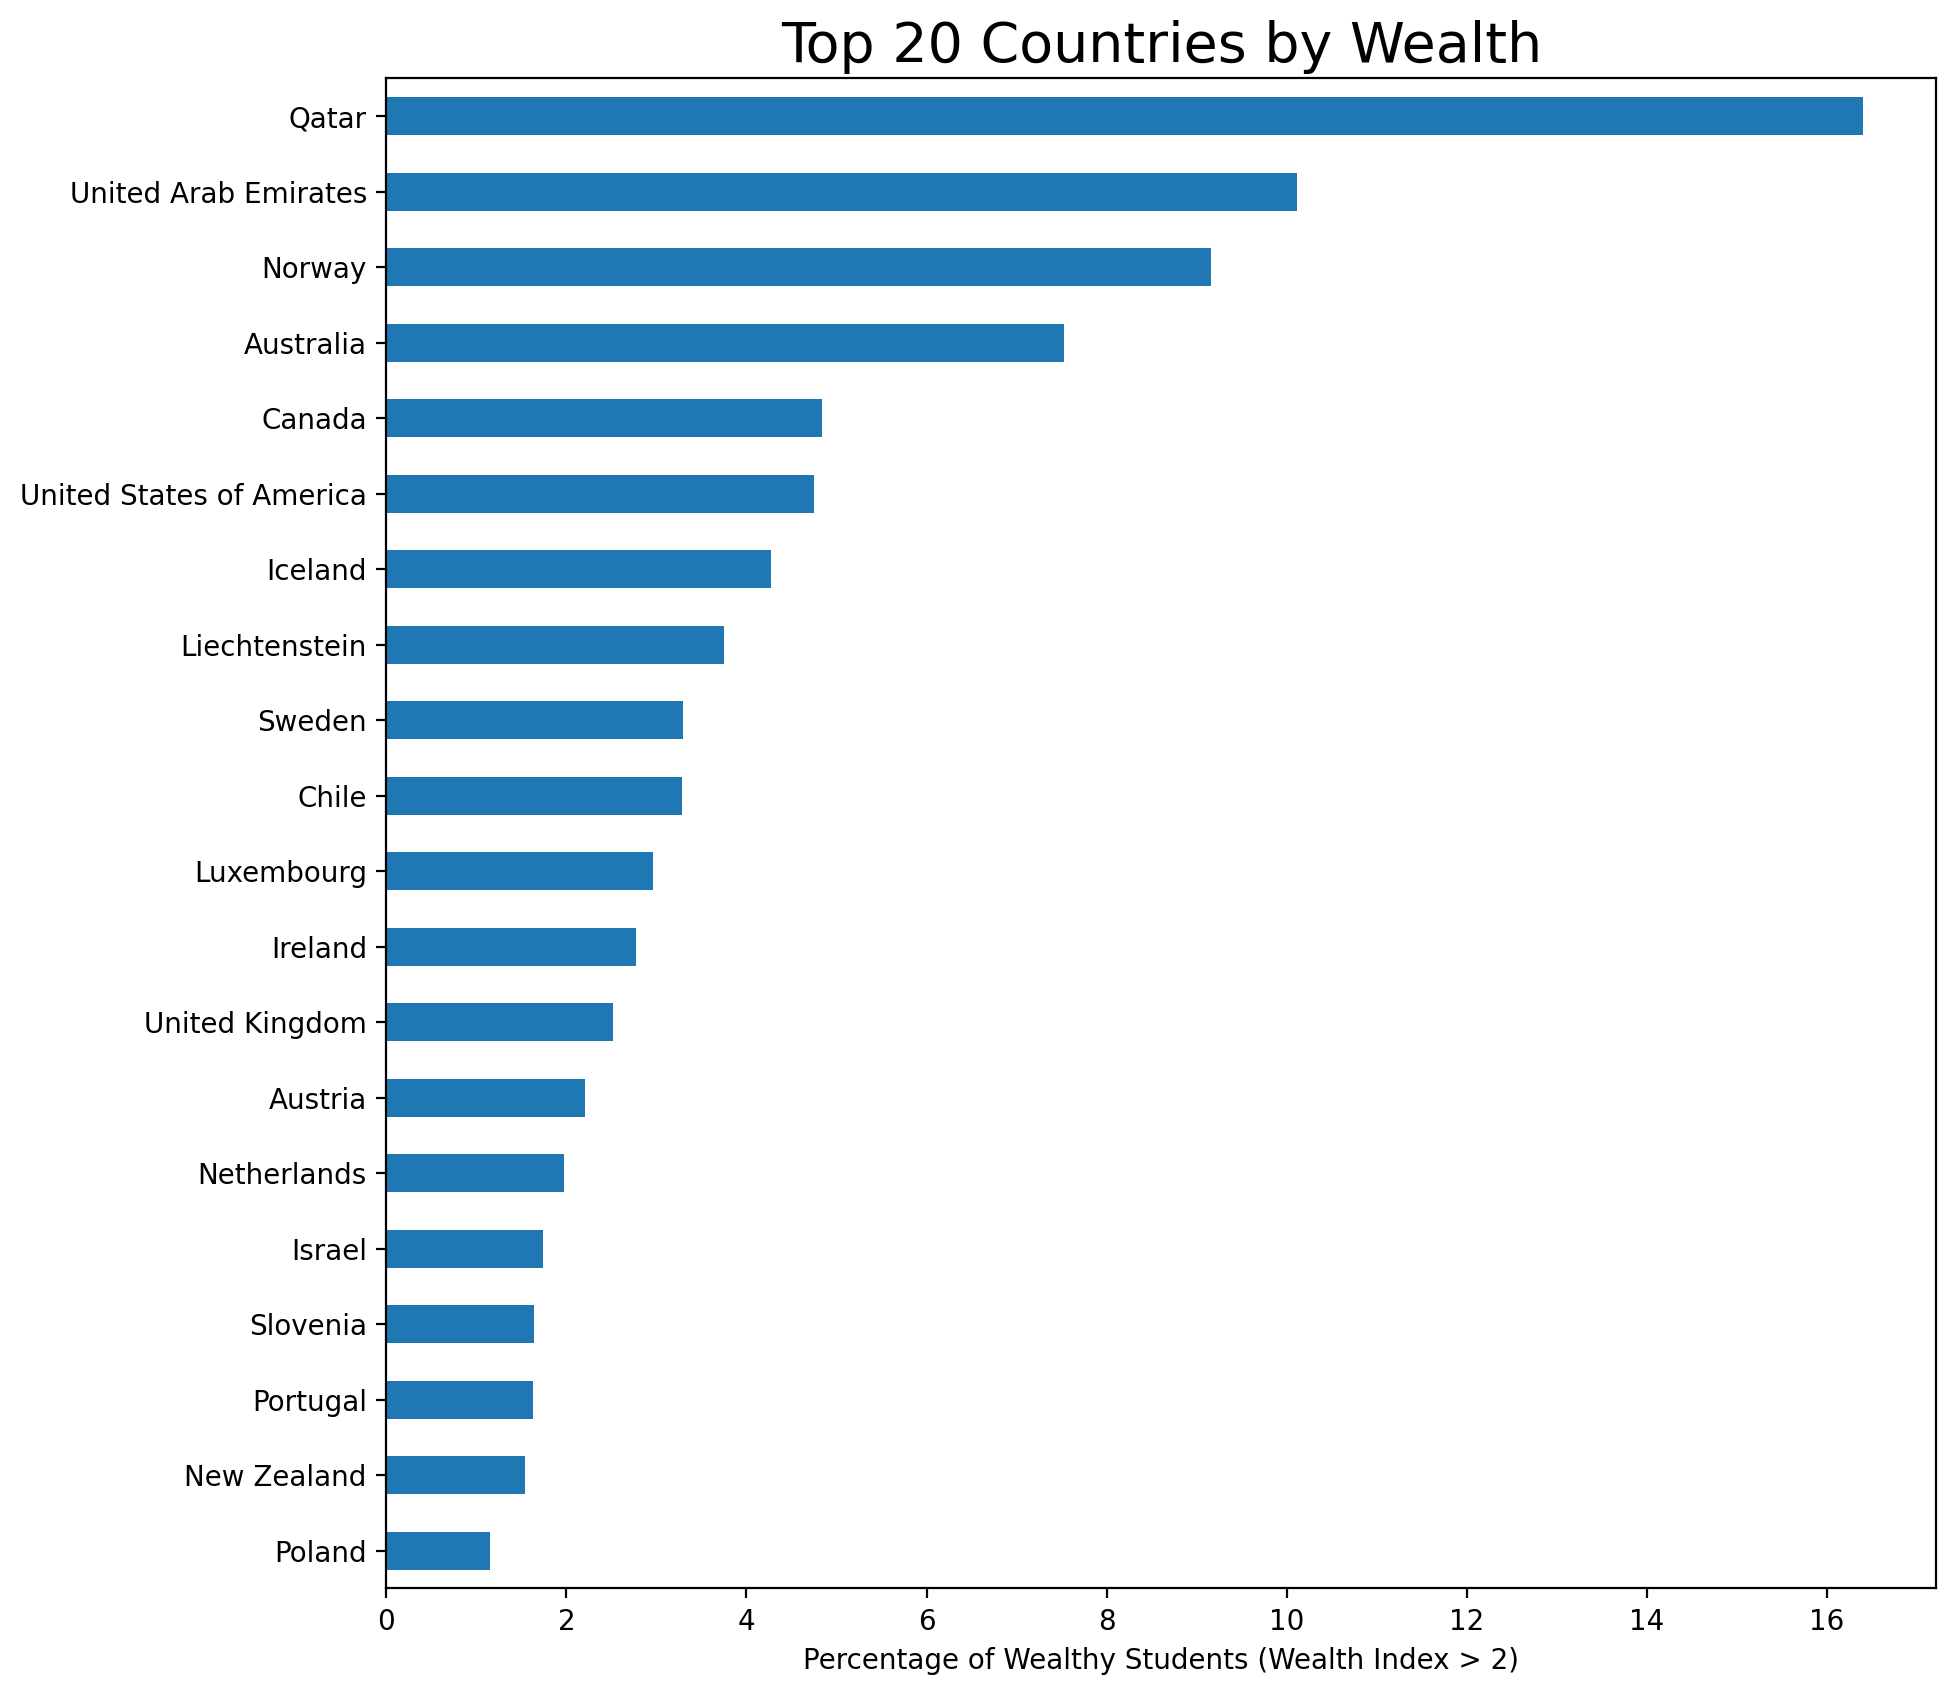 Top 20 Countries by Wealth
Qatar
United Arab Emirates
Norway
Australia
Canada
United States of America
Iceland
Liechtenstein
Sweden
Chile
Luxembourg
Ireland
United Kingdom
Austria
Netherlands
Israel
Slovenia
Portugal
New Zealand
Poland
0 2 4 6 8 10 12 14 16
Percentage of Wealthy Students (Wealth Index > 2)